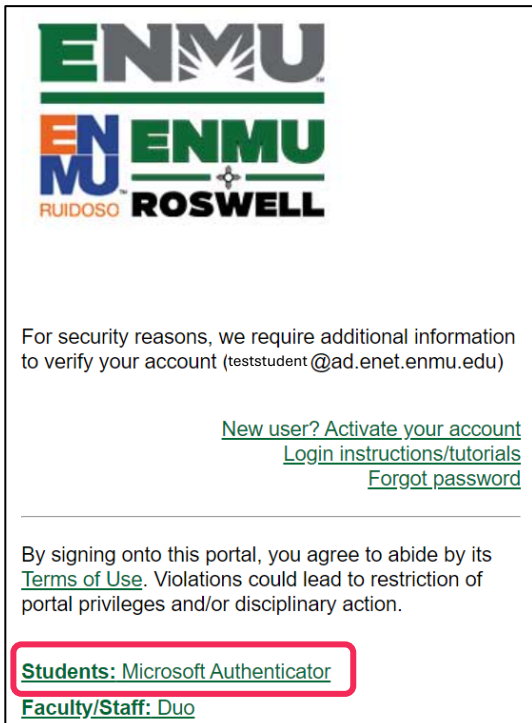 ENMU
EN
MU
RUIDOSO
ENMU
ROSWELL
For security reasons, we require additional information
to verify your account (teststudent@ad.enet.enmu.edu)
New user? Activate your account
Login instructions/tutorials
Forgot password
By signing onto this portal, you agree to abide by its
Terms of Use. Violations could lead to restriction of
portal privileges and/or disciplinary action.
Students: Microsoft Authenticator
Faculty/Staff: Duo